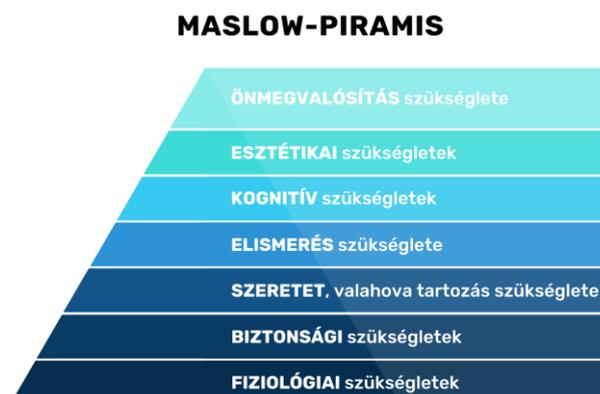 MASLOW-PIRAMIS
ÖNMEGVALÓSÍTÁS szükséglete
ESZTÉTIKAI szükségletek
KOGNITÍV szükségletek
ELISMERÉS szükséglete
SZERETET, valahova tartozás szükséglete
BIZTONSÁGI szükségletek
FIZIOLÓGIAI szükségletek